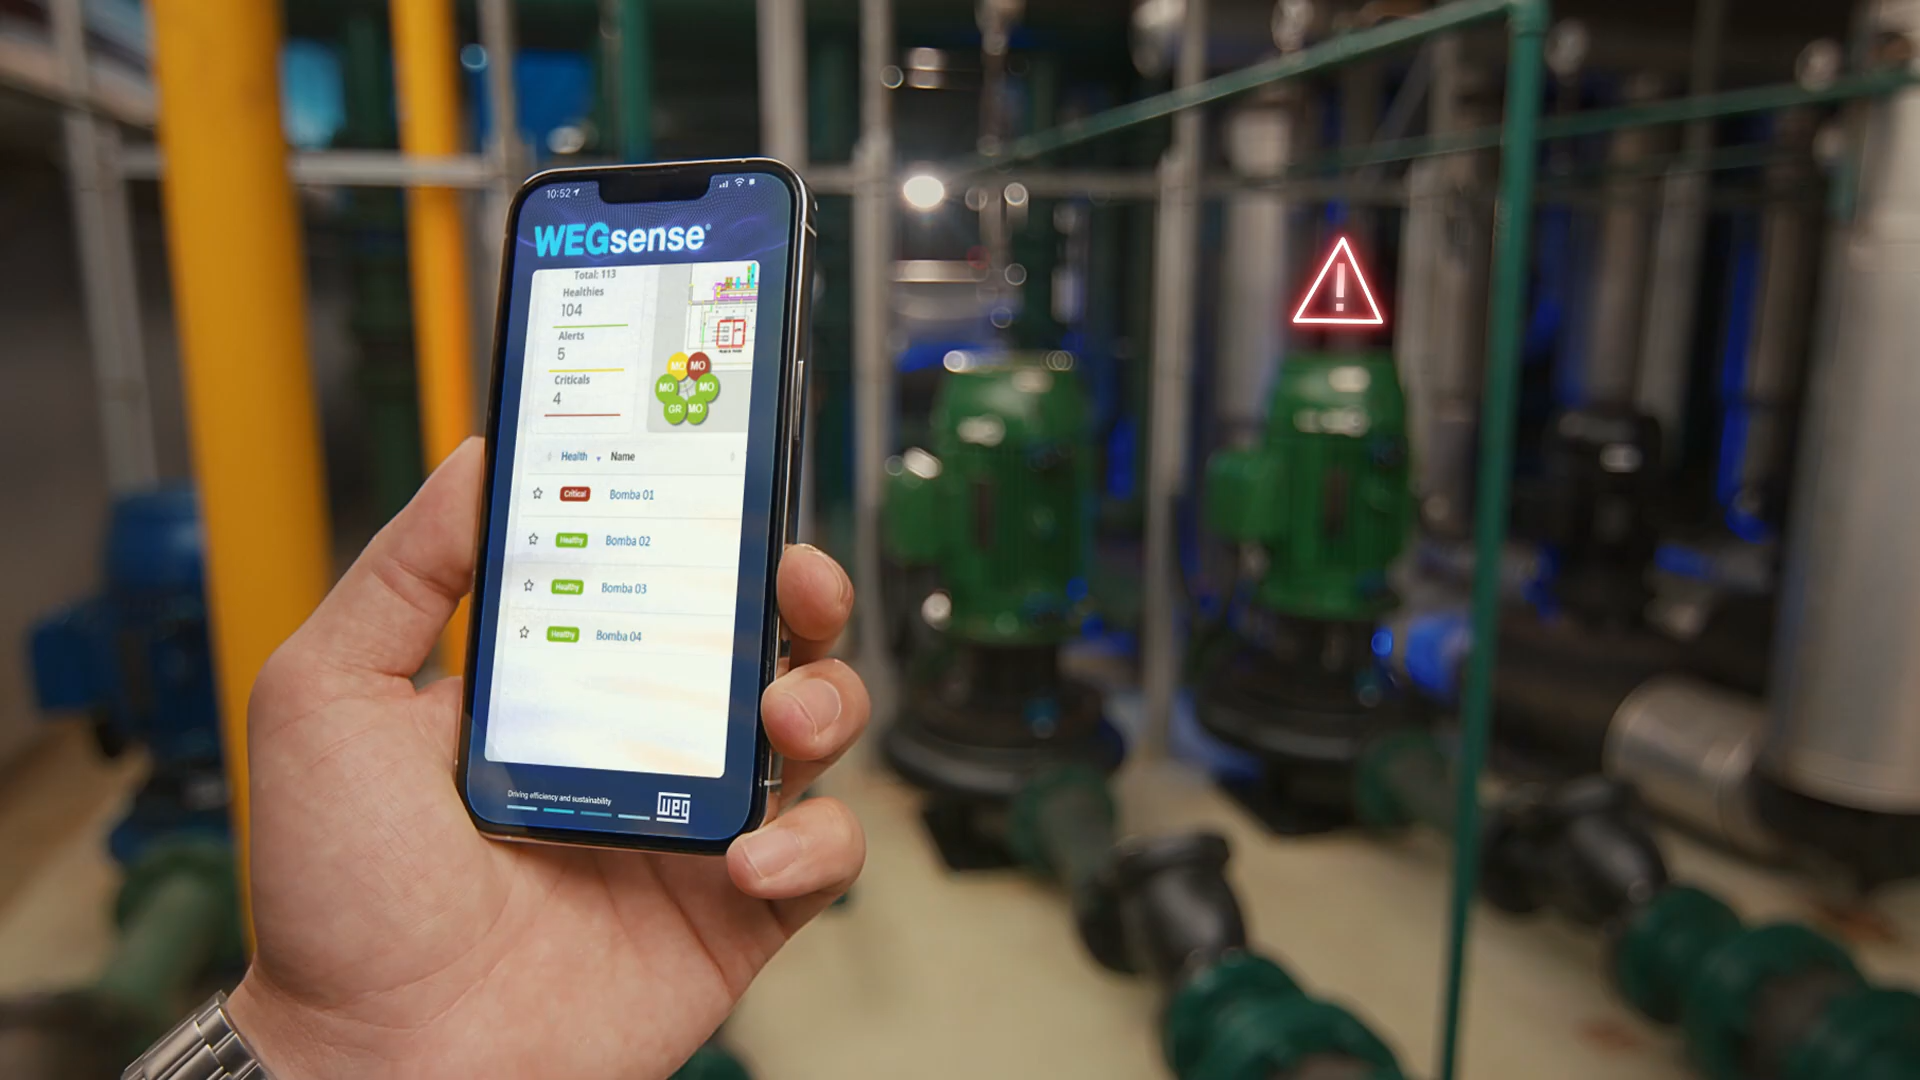 10:52
WEGsense
Total: 113
Healthies
104
Alerts
5
Criticals
4
MO MO
MO MO
GR MO
Health Name
Critical Bomba 01
Healthy Bomba 02
Healthy Bomba 03
Healthy Bomba 04
Driving efficiency and sustainability
weg